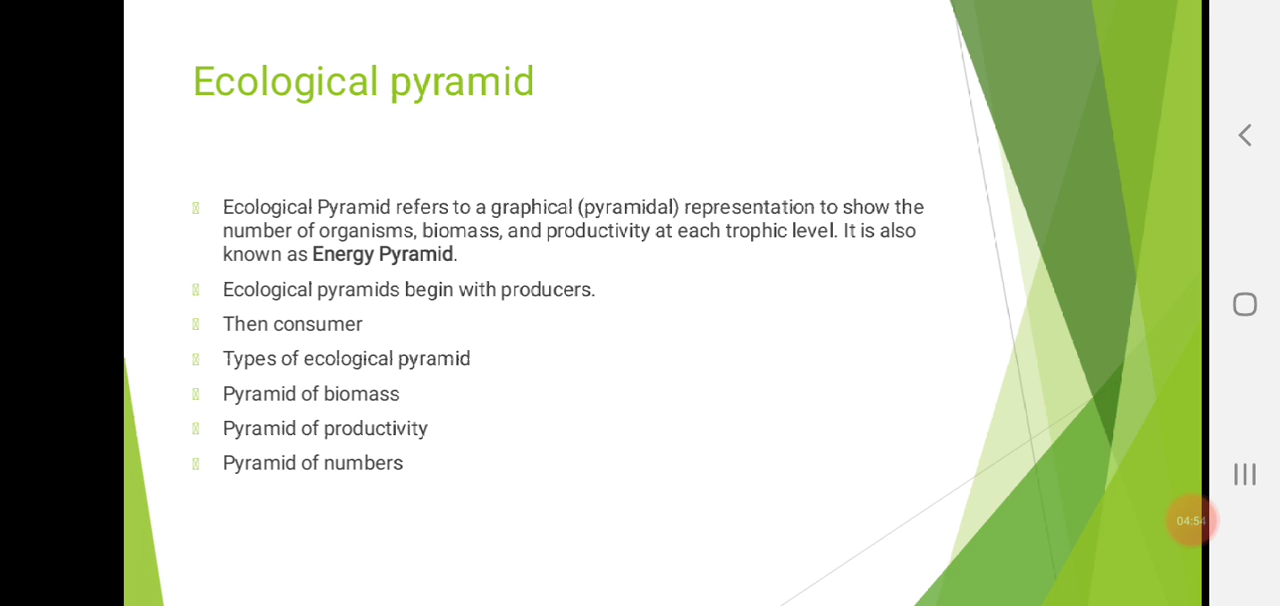 Ecological pyramid
Ecological Pyramid refers to a graphical (pyramidal) representation to show the
number of organisms, biomass, and productivity at each trophic level. It is also
known as Energy Pyramid.
Ecological pyramids begin with producers.
Then consumer
Types of ecological pyramid
Pyramid of biomass
Pyramid of productivity
Pyramid of numbers
04:54